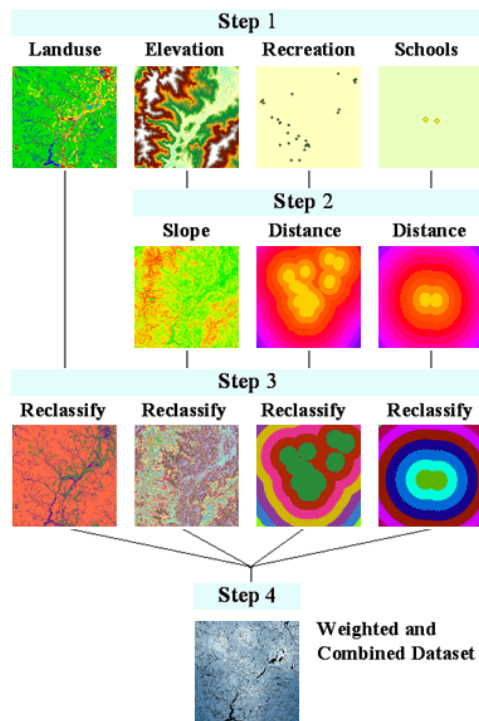 Step 1
Landuse Elevation Recreation Schools
Step 2
Slope Distance Distance
Step 3
Reclassify Reclassify Reclassify Reclassify
Step 4
Weighted and
Combined Dataset